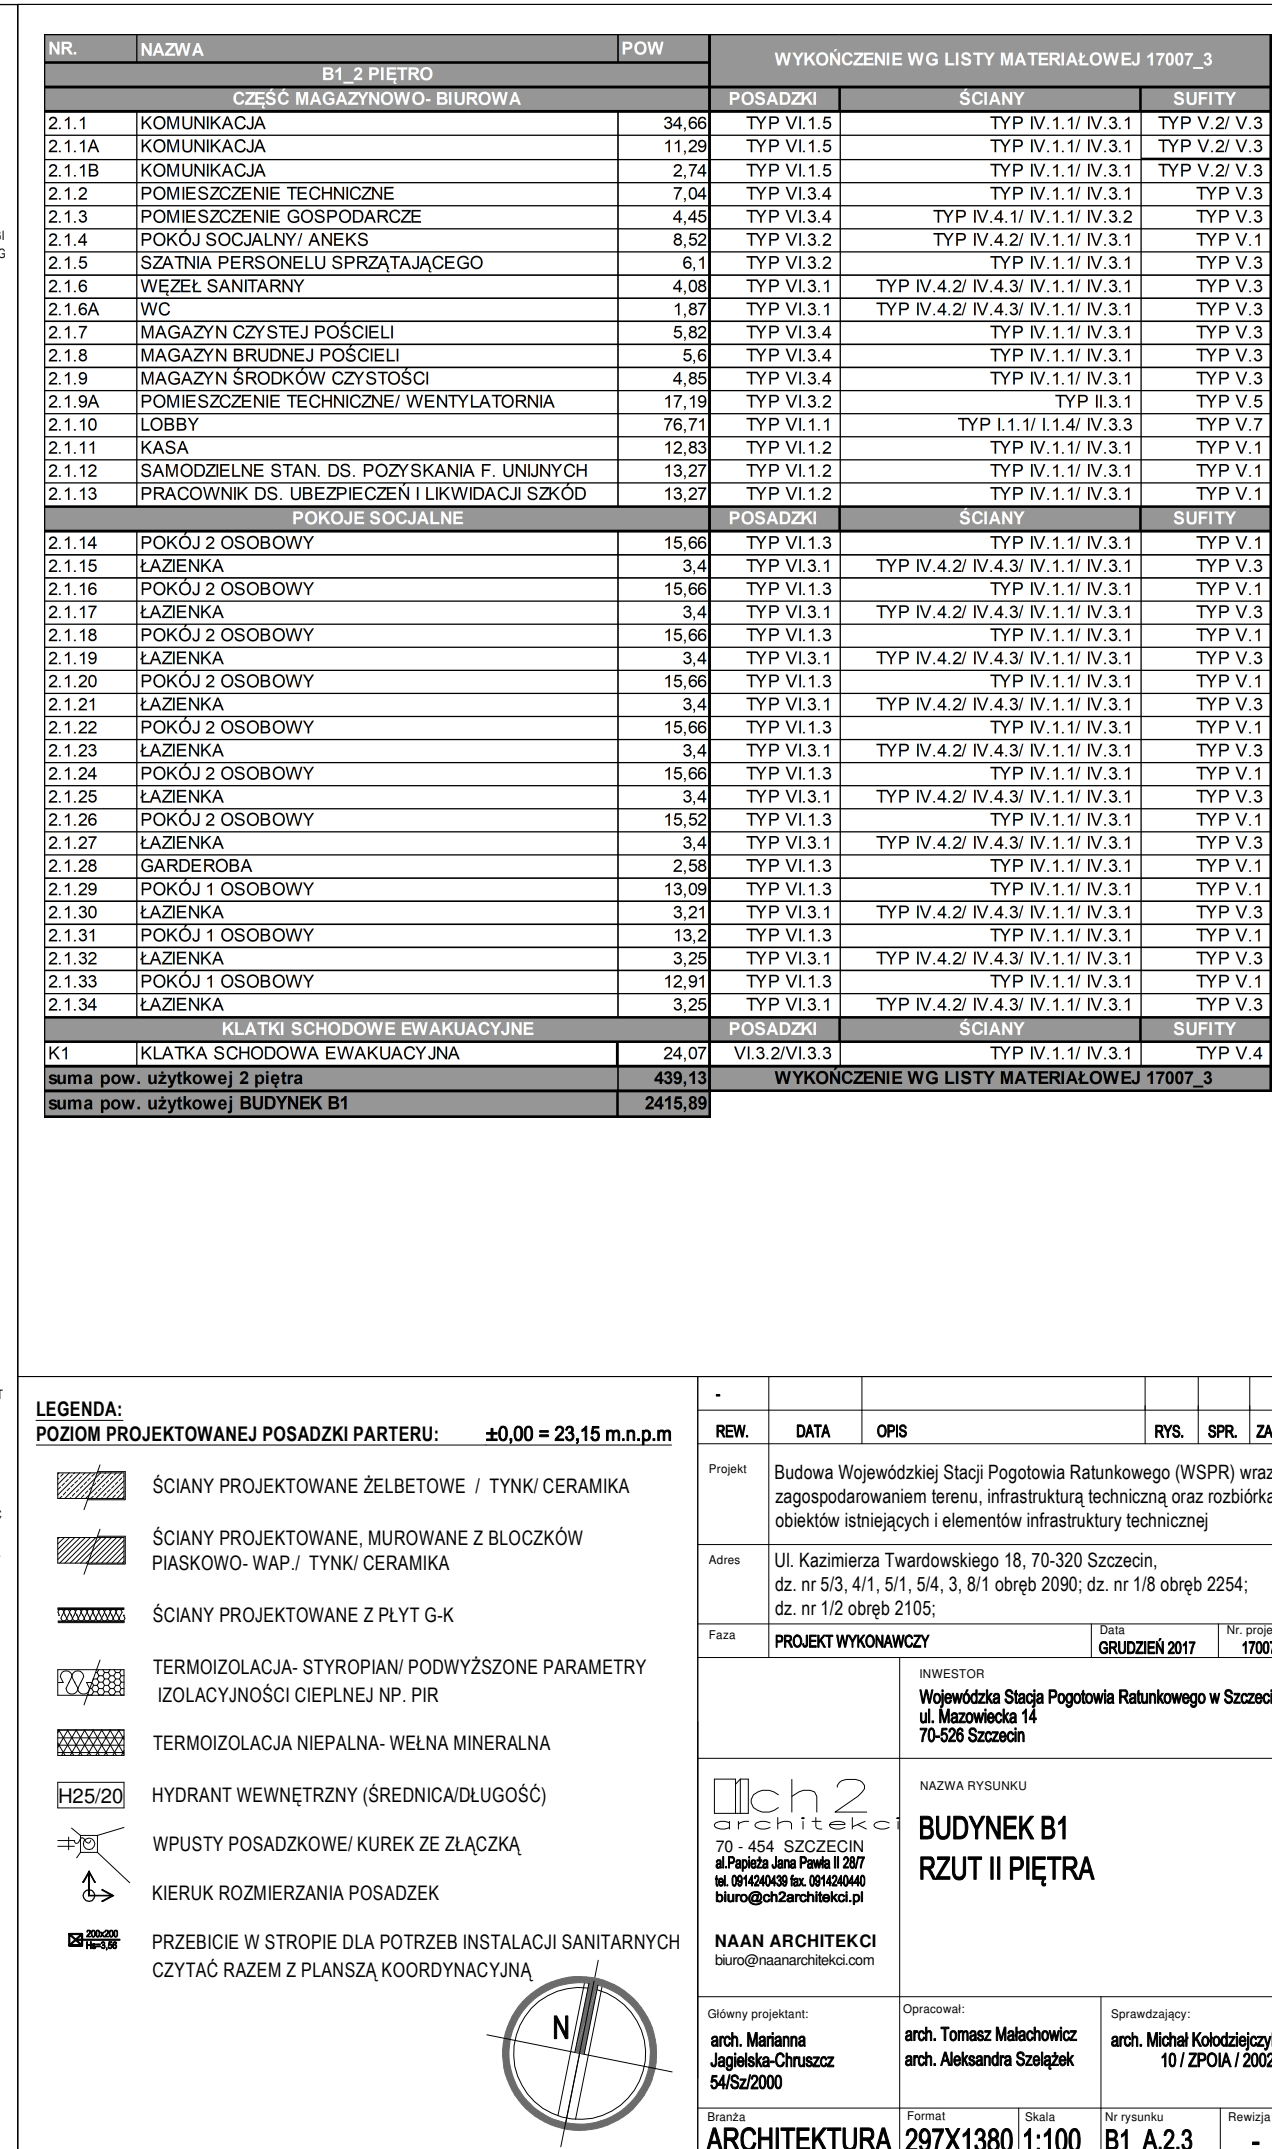 NR. NAZWA POW WYKOŃCZENIE WG LISTY MATERIAŁOWEJ 17007_3
B1_2 PIĘTRO
CZĘŚĆ MAGAZYNOWO- BIUROWA POSADZKI ŚCIANY SUFITY
2.1.1 KOMUNIKACJA 34,66 TYP VI.1.5 TYP IV.1.1/ IV.3.1 TYP V.2/ V.3
2.1.1A KOMUNIKACJA 11,29 TYP VI.1.5 TYP IV.1.1/ IV.3.1 TYP V.2/ V.3
2.1.1B KOMUNIKACJA 2,74 TYP VI.1.5 TYP IV.1.1/ IV.3.1 TYP V.2/ V.3
2.1.2 POMIESZCZENIE TECHNICZNE 7,04 TYP VI.3.4 TYP IV.1.1/ IV.3.1 TYP V.3
2.1.3 POMIESZCZENIE GOSPODARCZE 4,45 TYP VI.3.4 TYP IV.4.1/ IV.1.1/ IV.3.2 TYP V.3
2.1.4 POKÓJ SOCJALNY/ ANEKS 8,52 TYP VI.3.2 TYP IV.4.2/ IV.1.1/ IV.3.1 TYP V.1
2.1.5 SZATNIA PERSONELU SPRZĄTAJĄCEGO 6,1 TYP VI.3.2 TYP IV.1.1/ IV.3.1 TYP V.3
2.1.6 WĘZEŁ SANITARNY 4,08 TYP VI.3.1 TYP IV.4.2/ IV.4.3/ IV.1.1/ IV.3.1 TYP V.3
2.1.6A WC 1,87 TYP VI.3.1 TYP IV.4.2/ IV.4.3/ IV.1.1/ IV.3.1 TYP V.3
2.1.7 MAGAZYN CZYSTEJ POŚCIELI 5,82 TYP VI.3.4 TYP IV.1.1/ IV.3.1 TYP V.3
2.1.8 MAGAZYN BRUDNEJ POŚCIELI 5,6 TYP VI.3.4 TYP IV.1.1/ IV.3.1 TYP V.3
2.1.9 MAGAZYN ŚRODKÓW CZYSTOŚCI 4,85 TYP VI.3.4 TYP IV.1.1/ IV.3.1 TYP V.3
2.1.9A POMIESZCZENIE TECHNICZNE/ WENTYLATORNIA 17,19 TYP VI.3.2 TYP II.3.1 TYP V.5
2.1.10 LOBBY 76,71 TYP VI.1.1 TYP I.1.1/ I.1.4/ IV.3.3 TYP V.7
2.1.11 KASA 12,83 TYP VI.1.2 TYP IV.1.1/ IV.3.1 TYP V.1
2.1.12 SAMODZIELNE STAN. DS. POZYSKANIA F. UNIJNYCH 13,27 TYP VI.1.2 TYP IV.1.1/ IV.3.1 TYP V.1
2.1.13 PRACOWNIK DS. UBEZPIECZEŃ I LIKWIDACJI SZKÓD 13,27 TYP VI.1.2 TYP IV.1.1/ IV.3.1 TYP V.1
POKOJE SOCJALNE POSADZKI ŚCIANY SUFITY
2.1.14 POKÓJ 2 OSOBOWY 15,66 TYP VI.1.3 TYP IV.1.1/ IV.3.1 TYP V.1
2.1.15 ŁAZIENKA 3,4 TYP VI.3.1 TYP IV.4.2/ IV.4.3/ IV.1.1/ IV.3.1 TYP V.3
2.1.16 POKÓJ 2 OSOBOWY 15,66 TYP VI.1.3 TYP IV.1.1/ IV.3.1 TYP V.1
2.1.17 ŁAZIENKA 3,4 TYP VI.3.1 TYP IV.4.2/ IV.4.3/ IV.1.1/ IV.3.1 TYP V.3
2.1.18 POKÓJ 2 OSOBOWY 15,66 TYP VI.1.3 TYP IV.1.1/ IV.3.1 TYP V.1
2.1.19 ŁAZIENKA 3,4 TYP VI.3.1 TYP IV.4.2/ IV.4.3/ IV.1.1/ IV.3.1 TYP V.3
2.1.20 POKÓJ 2 OSOBOWY 15,66 TYP VI.1.3 TYP IV.1.1/ IV.3.1 TYP V.1
2.1.21 ŁAZIENKA 3,4 TYP VI.3.1 TYP IV.4.2/ IV.4.3/ IV.1.1/ IV.3.1 TYP V.3
2.1.22 POKÓJ 2 OSOBOWY 15,66 TYP VI.1.3 TYP IV.1.1/ IV.3.1 TYP V.1
2.1.23 ŁAZIENKA 3,4 TYP VI.3.1 TYP IV.4.2/ IV.4.3/ IV.1.1/ IV.3.1 TYP V.3
2.1.24 POKÓJ 2 OSOBOWY 15,66 TYP VI.1.3 TYP IV.1.1/ IV.3.1 TYP V.1
2.1.25 ŁAZIENKA 3,4 TYP VI.3.1 TYP IV.4.2/ IV.4.3/ IV.1.1/ IV.3.1 TYP V.3
2.1.26 POKÓJ 2 OSOBOWY 15,52 TYP VI.1.3 TYP IV.1.1/ IV.3.1 TYP V.1
2.1.27 ŁAZIENKA 3,4 TYP VI.3.1 TYP IV.4.2/ IV.4.3/ IV.1.1/ IV.3.1 TYP V.3
2.1.28 GARDEROBA 2,58 TYP VI.1.3 TYP IV.1.1/ IV.3.1 TYP V.1
2.1.29 POKÓJ 1 OSOBOWY 13,09 TYP VI.1.3 TYP IV.1.1/ IV.3.1 TYP V.1
2.1.30 ŁAZIENKA 3,21 TYP VI.3.1 TYP IV.4.2/ IV.4.3/ IV.1.1/ IV.3.1 TYP V.3
2.1.31 POKÓJ 1 OSOBOWY 13,2 TYP VI.1.3 TYP IV.1.1/ IV.3.1 TYP V.1
2.1.32 ŁAZIENKA 3,25 TYP VI.3.1 TYP IV.4.2/ IV.4.3/ IV.1.1/ IV.3.1 TYP V.3
2.1.33 POKÓJ 1 OSOBOWY 12,91 TYP VI.1.3 TYP IV.1.1/ IV.3.1 TYP V.1
2.1.34 ŁAZIENKA 3,25 TYP VI.3.1 TYP IV.4.2/ IV.4.3/ IV.1.1/ IV.3.1 TYP V.3
KLATKI SCHODOWE EWAKUACYJNE POSADZKI ŚCIANY SUFITY
K1 KLATKA SCHODOWA EWAKUACYJNA 24,07 VI.3.2/VI.3.3 TYP IV.1.1/ IV.3.1 TYP V.4
suma pow. użytkowej 2 piętra 439,13 WYKOŃCZENIE WG LISTY MATERIAŁOWEJ 17007_3
suma pow. użytkowej BUDYNEK B1 2415,89
LEGENDA:
POZIOM PROJEKTOWANEJ POSADZKI PARTERU: ±0,00 = 23,15 m.n.p.m
ŚCIANY PROJEKTOWANE ŻELBETOWE / TYNK/ CERAMIKA
ŚCIANY PROJEKTOWANE, MUROWANE Z BLOCZKÓW
PIASKOWO- WAP./ TYNK/ CERAMIKA
ŚCIANY PROJEKTOWANE Z PŁYT G-K
TERMOIZOLACJA- STYROPIAN/ PODWYŻSZONE PARAMETRY
IZOLACYJNOŚCI CIEPLNEJ NP. PIR
TERMOIZOLACJA NIEPALNA- WEŁNA MINERALNA
H25/20 HYDRANT WEWNĘTRZNY (ŚREDNICA/DŁUGOŚĆ)
WPUSTY POSADZKOWE/ KUREK ZE ZŁĄCZKĄ
KIERUK ROZMIERZANIA POSADZEK
200x200
Hs=3,56
PRZEBICIE W STROPIE DLA POTRZEB INSTALACJI SANITARNYCH
CZYTAĆ RAZEM Z PLANSZĄ KOORDYNACYJNĄ
N
-
REW. DATA OPIS RYS. SPR. ZA
Projekt Budowa Wojewódzkiej Stacji Pogotowia Ratunkowego (WSPR) wraz
zagospodarowaniem terenu, infrastrukturą techniczną oraz rozbiórka
obiektów istniejących i elementów infrastruktury technicznej
Adres Ul. Kazimierza Twardowskiego 18, 70-320 Szczecin,
dz. nr 5/3, 4/1, 5/1, 5/4, 3, 8/1 obręb 2090; dz. nr 1/8 obręb 2254;
dz. nr 1/2 obręb 2105;
Faza PROJEKT WYKONAWCZY Data GRUDZIEŃ 2017 Nr. proje 17007
INWESTOR
Wojewódzka Stacja Pogotowia Ratunkowego w Szczeci
ul. Mazowiecka 14
70-526 Szczecin
ch2
architekci
70 - 454 SZCZECIN
al.Papieża Jana Pawła II 28/7
tel. 0914240439 fax. 0914240440
biuro@ch2architekci.pl
NAAN ARCHITEKCI
biuro@naanarchitekci.com
NAZWA RYSUNKU
BUDYNEK B1
RZUT II PIĘTRA
Główny projektant:
arch. Marianna
Jagielska-Chruszcz
54/Sz/2000
Opracował:
arch. Tomasz Małachowicz
arch. Aleksandra Szelążek
Sprawdzający:
arch. Michał Kołodziejczyk
10 / ZPOIA / 2002
Branża Format Skala Nr rysunku Rewizja
ARCHITEKTURA 297X1380 1:100 B1_A.2.3 -